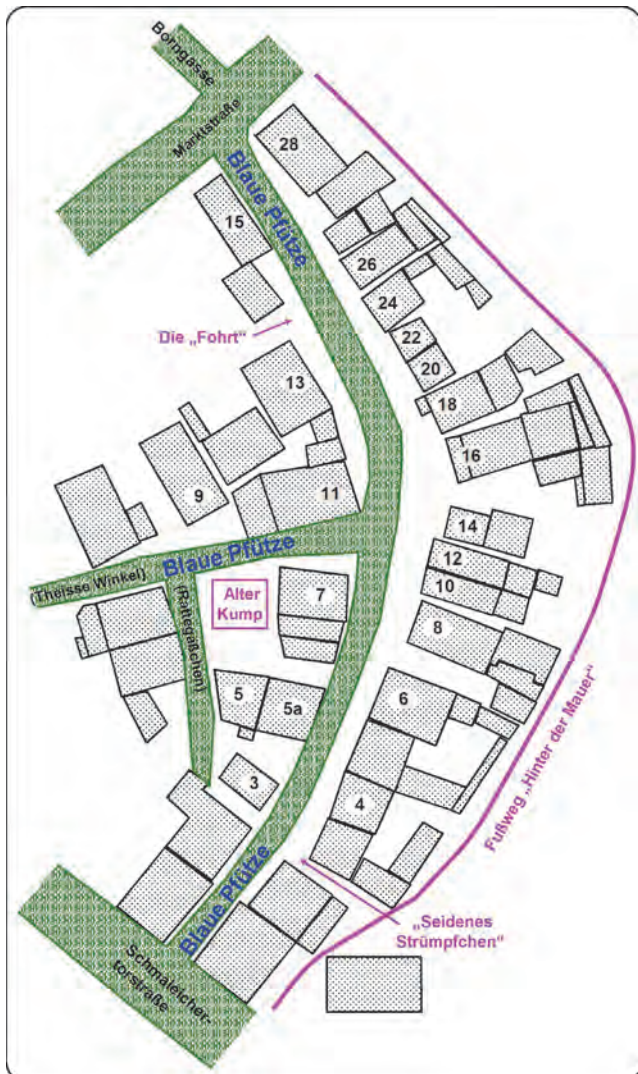 Borngasse
Marktstraße
28
Blaue Pfütze
15
26
24
Die „Fohrt“
22
20
13
18
16
9
11
14
Blaue Pfütze
12
(Theisse Winkel)
10
7
Alter
Kump
(Rattegäßchen)
8
5
5a
6
3
4
Fußweg „Hinter der Mauer“
Blaue Pfütze
„Seidenes
Strümpfchen“
Schmaleicher-
torstraße